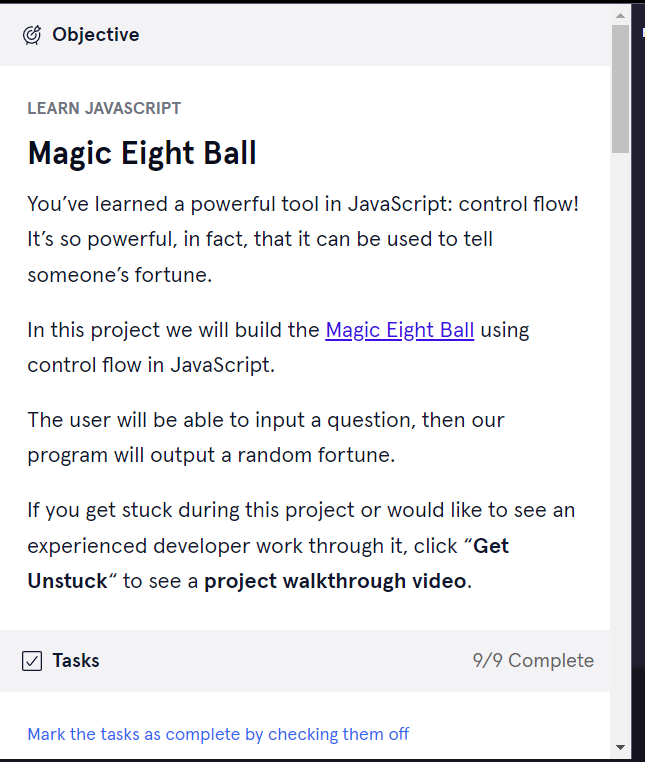 Objective
LEARN JAVASCRIPT
Magic Eight Ball
You’ve learned a powerful tool in JavaScript: control flow!
It’s so powerful, in fact, that it can be used to tell
someone’s fortune.
In this project we will build the Magic Eight Ball using
control flow in JavaScript.
The user will be able to input a question, then our
program will output a random fortune.
If you get stuck during this project or would like to see an
experienced developer work through it, click “Get
Unstuck“ to see a project walkthrough video.
Tasks 9/9 Complete
Mark the tasks as complete by checking them off